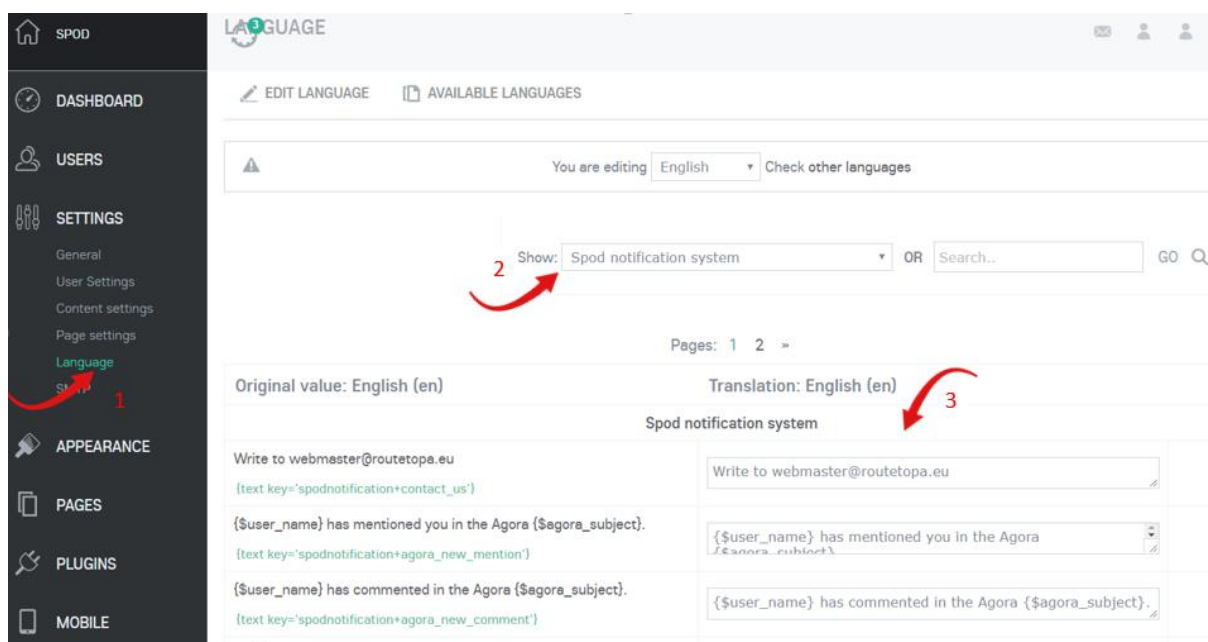 SPOD
DASHBOARD
USERS
SETTINGS
General
User Settings
Content settings
Page settings
Language
1
APPEARANCE
PAGES
PLUGINS
MOBILE
LANGUAGE
3
EDIT LANGUAGE AVAILABLE LANGUAGES
You are editing English Check other languages
2 Show: Spod notification system OR Search.. GO
Pages: 1 2 »
Original value: English (en) Translation: English (en)
3
Spod notification system
Write to webmaster@routetopa.eu
{text key='spodnotification+contact_us'}
Write to webmaster@routetopa.eu
{$user_name} has mentioned you in the Agora {$agora_subject}.
{text key='spodnotification+agora_new_mention'}
{$user_name} has mentioned you in the Agora
{$agora_subject}
{$user_name} has commented in the Agora {$agora_subject}.
{text key='spodnotification+agora_new_comment'}
{$user_name} has commented in the Agora {$agora_subject}.